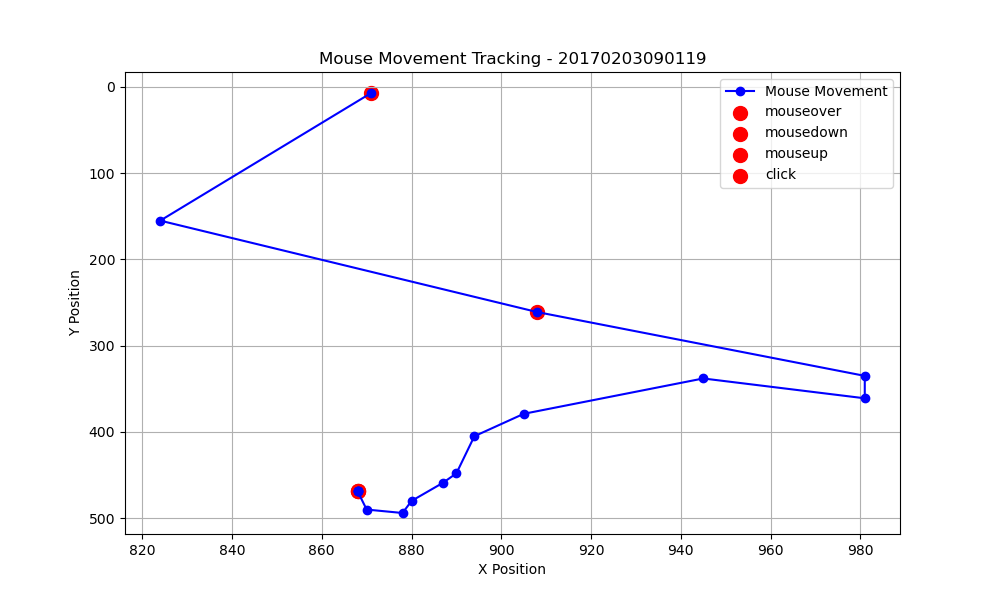 Mouse Movement Tracking - 20170203090119
Mouse Movement
mouseover
mousedown
mouseup
click
Y Position
0
100
200
300
400
500
820 840 860 880 900 920 940 960 980
X Position